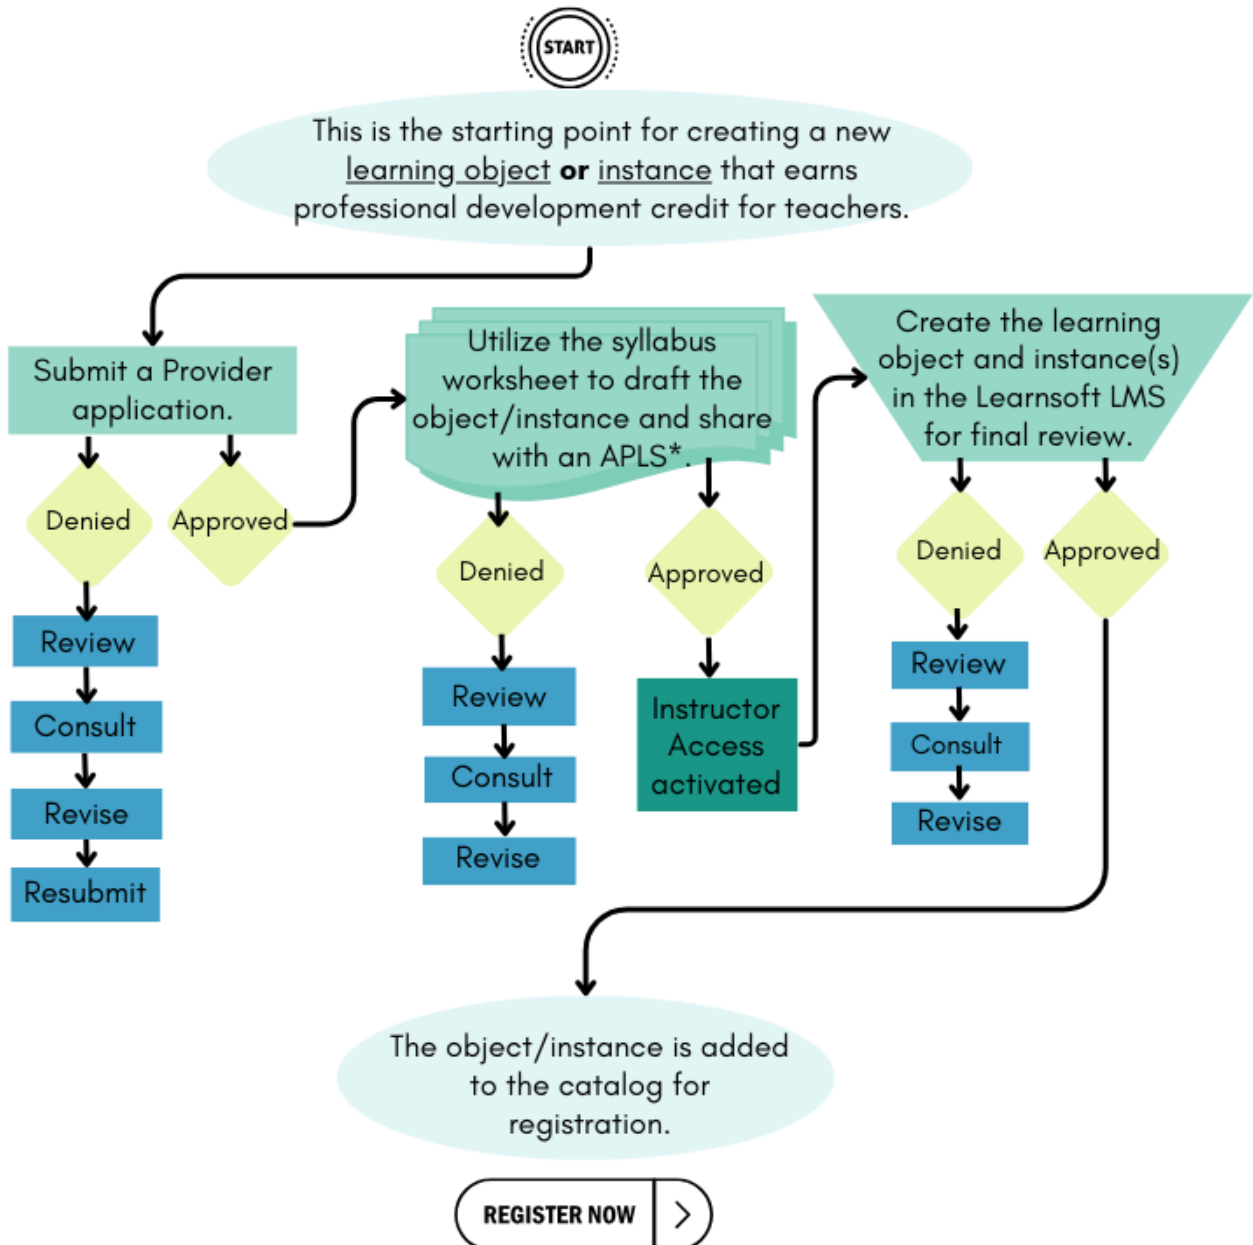 START
This is the starting point for creating a new
learning object or instance that earns
professional development credit for teachers.
Submit a Provider
application.
Denied
Approved
Review
Consult
Revise
Resubmit
Utilize the syllabus
worksheet to draft the
object/instance and share
with an APLS*.
Denied
Approved
Review
Consult
Revise
Instructor
Access
activated
Create the learning
object and instance(s)
in the Learnsoft LMS
for final review.
Denied
Approved
Review
Consult
Revise
The object/instance is added
to the catalog for
registration.
REGISTER NOW